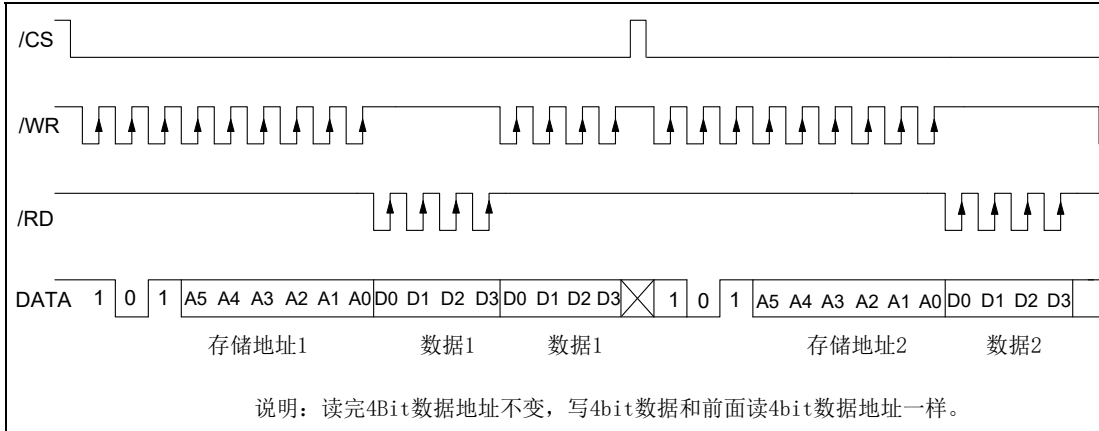 /CS
/WR
/RD
DATA 1 0 1 A5 A4 A3 A2 A1 A0 D0 D1 D2 D3 D0 D1 D2 D3 1 0 1 A5 A4 A3 A2 A1 A0 D0 D1 D2 D3
存储地址1 数据1 数据1 存储地址2 数据2
说明：读完4Bit数据地址不变，写4bit数据和前面读4bit数据地址一样。